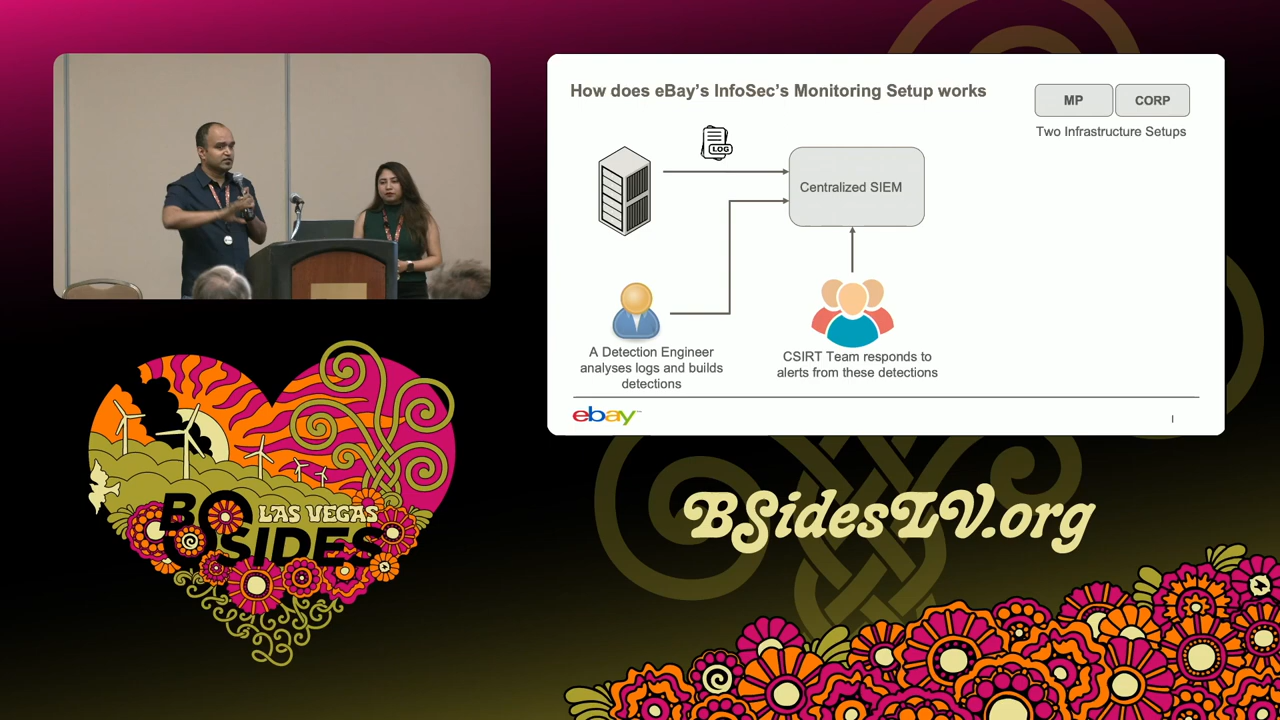 How does eBay's InfoSec's Monitoring Setup works
MP
CORP
Two Infrastructure Setups
LOG
Centralized SIEM
A Detection Engineer
analyses logs and builds
detections
CSIRT Team responds to
alerts from these detections
ebay™
I
LAS VEGAS
BSIDES
BSidesLV.org